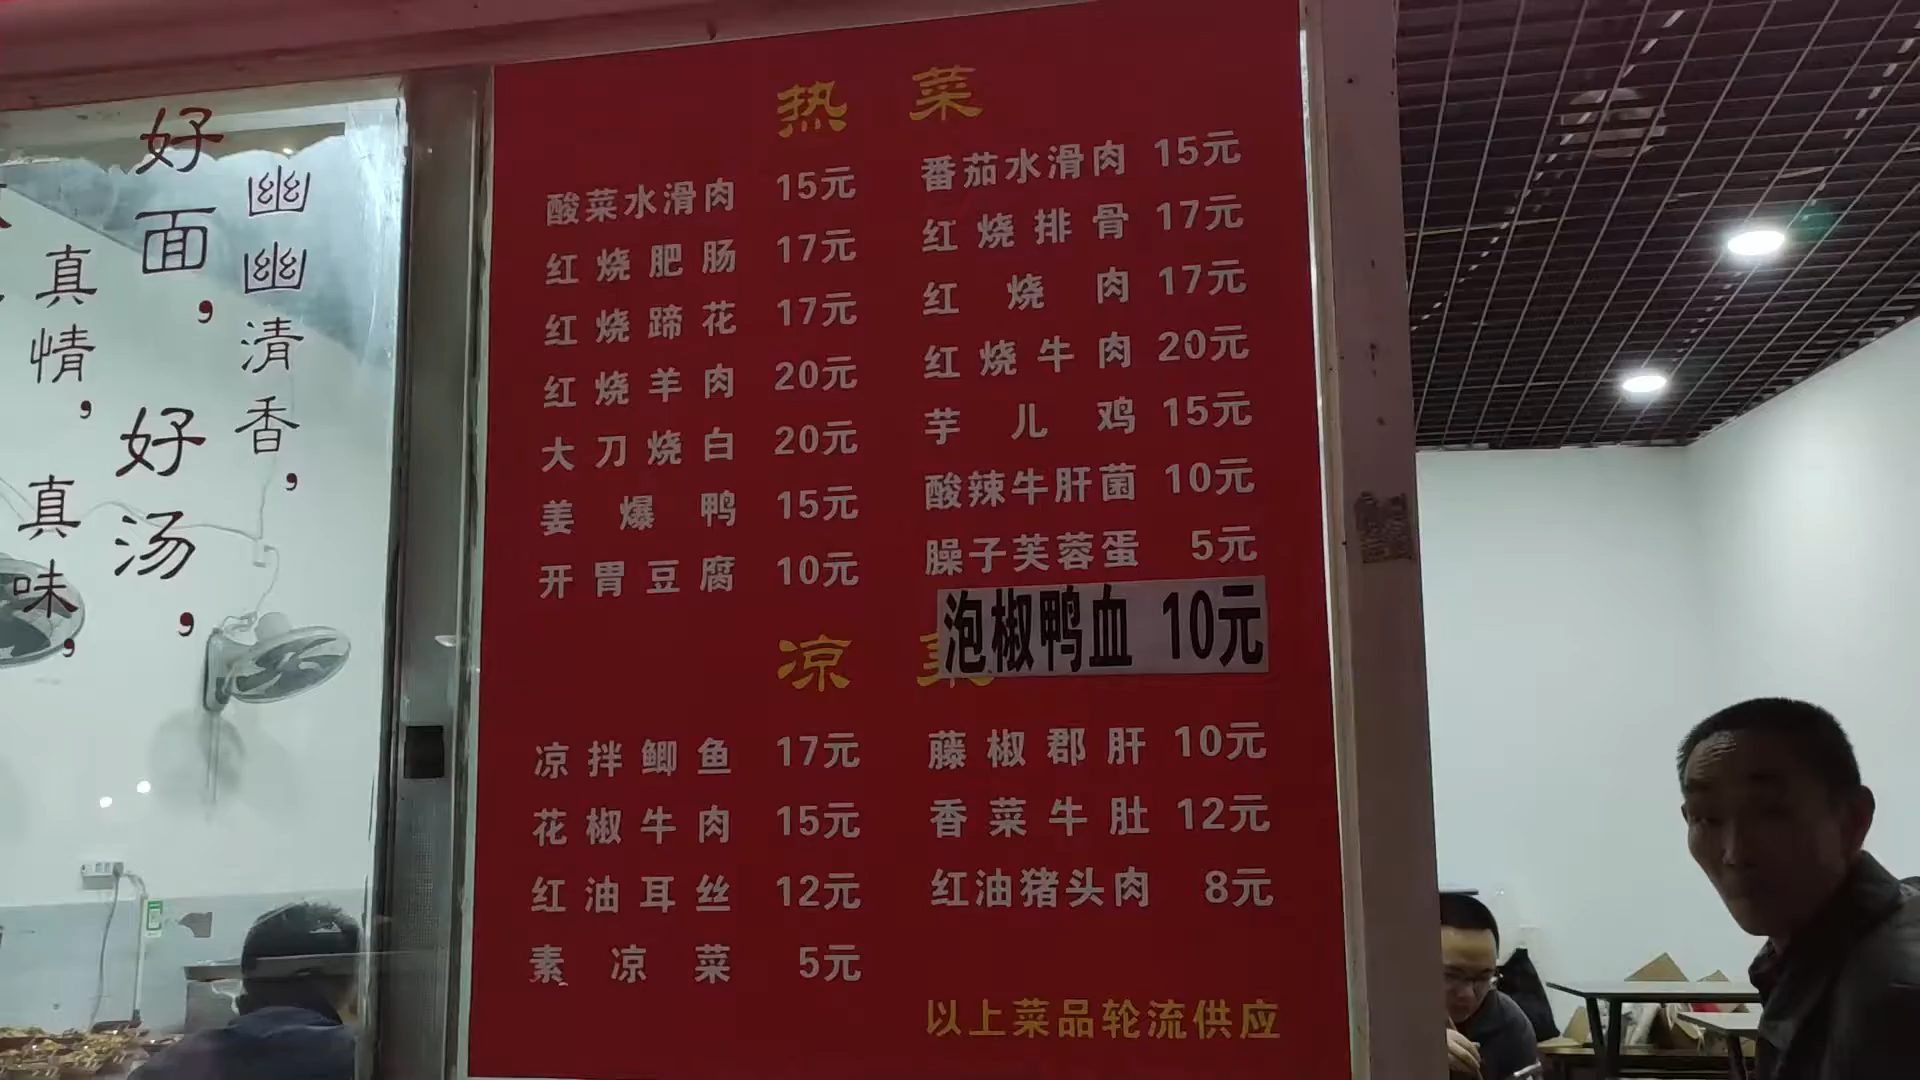 好面，好汤，
幽幽清香，
真情，真味，
热菜
酸菜水滑肉 15元
番茄水滑肉 15元
红烧肥肠 17元
红烧排骨 17元
红烧蹄花 17元
红烧肉 17元
红烧羊肉 20元
红烧牛肉 20元
大刀烧白 20元
芋儿鸡 15元
姜爆鸭 15元
酸辣牛肝菌 10元
开胃豆腐 10元
臊子芙蓉蛋 5元
泡椒鸭血 10元
凉菜
凉拌鲫鱼 17元
藤椒郡肝 10元
花椒牛肉 15元
香菜牛肚 12元
红油耳丝 12元
红油猪头肉 8元
素凉菜 5元
以上菜品轮流供应